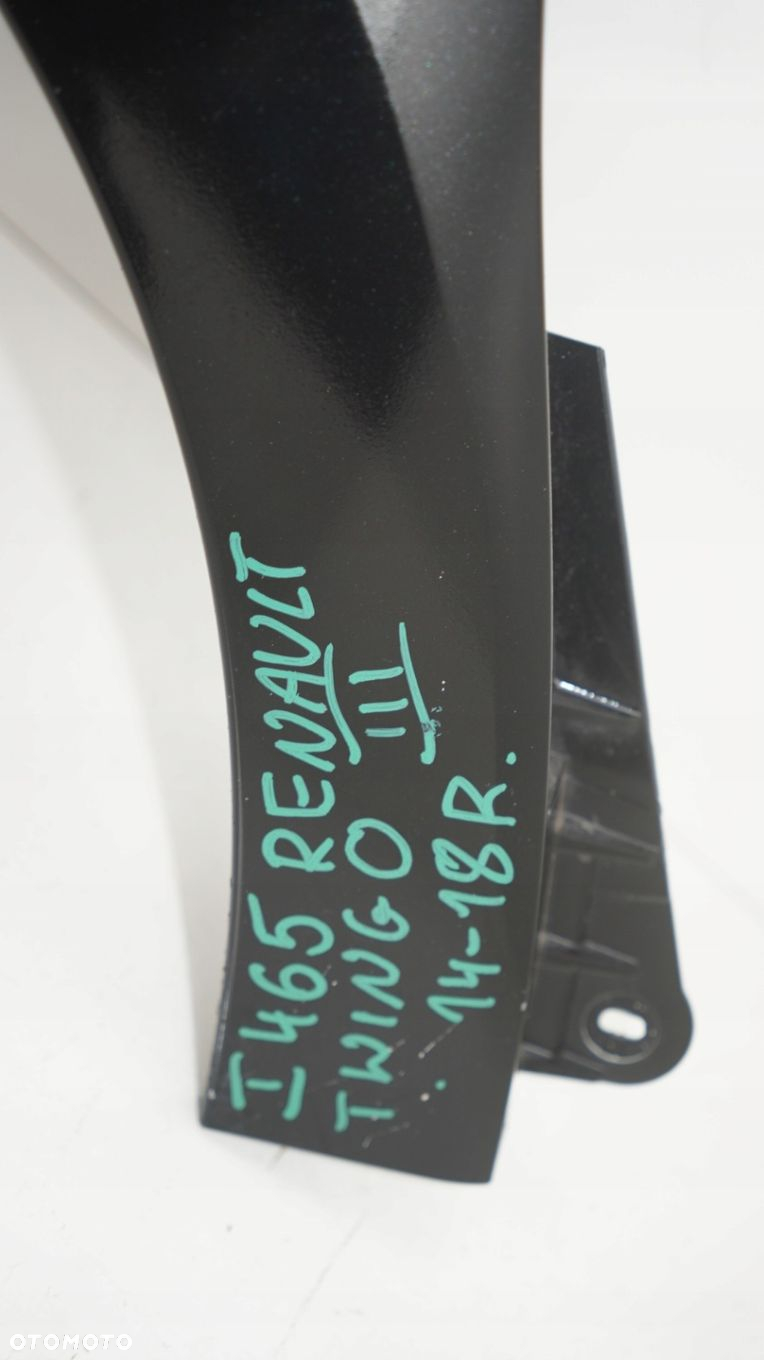 I465 RENAULT
TWINGO III
14-18R.
OTOMOTO